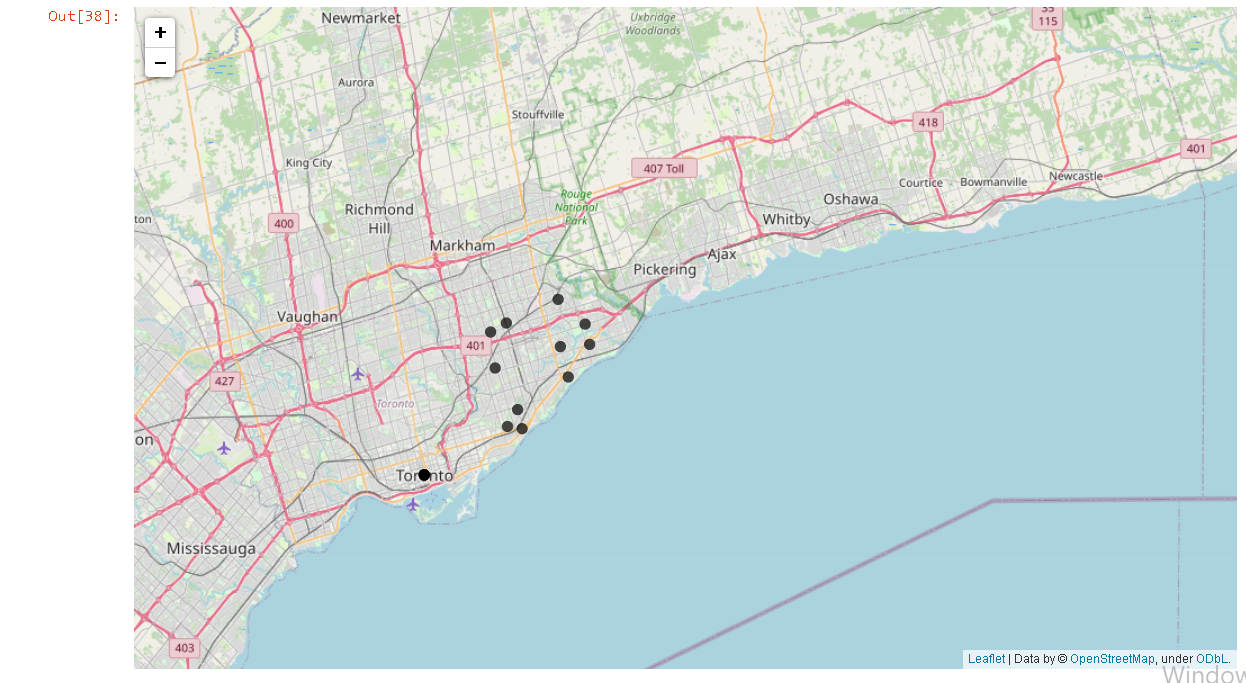 Out[38]:
+
−
Newmarket
Uxbridge
Woodlands
35
115
Aurora
Stouffville
418
401
King City
407 Toll
Courtice
Bowmanville
Newcastle
Rouge
National
Park
Oshawa
ton
400
Richmond
Hill
Whitby
Markham
Ajax
Pickering
Vaughan
401
427
Toronto
on
Toronto
Mississauga
403
Leaflet | Data by © OpenStreetMap, under ODbL.
Window